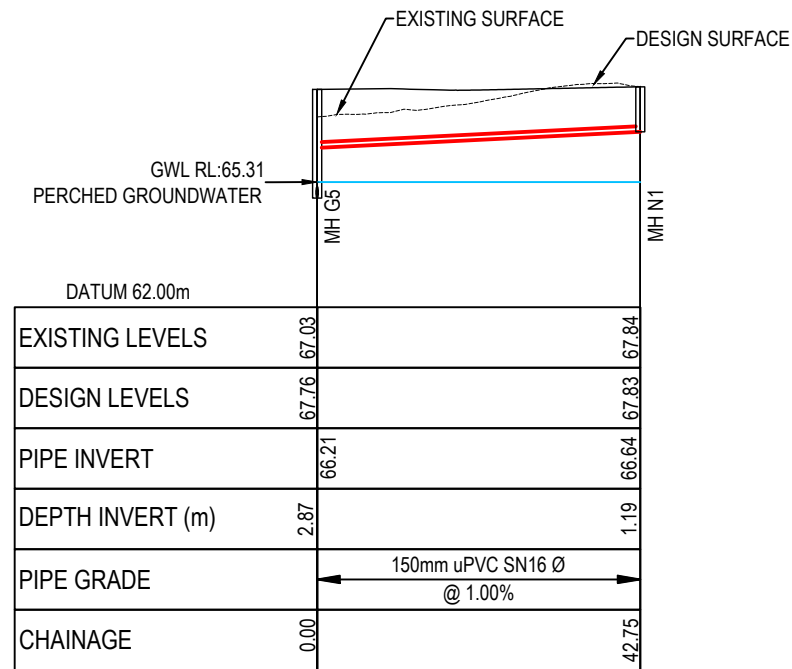 EXISTING SURFACE
DESIGN SURFACE
GWL RL:65.31
PERCHED GROUNDWATER
MH G5
MH N1
DATUM 62.00m
EXISTING LEVELS 67.03 67.84
DESIGN LEVELS 67.76 67.83
PIPE INVERT 66.21 66.64
DEPTH INVERT (m) 2.87 1.19
PIPE GRADE 150mm uPVC SN16 Ø
@ 1.00%
CHAINAGE 0.00 42.75